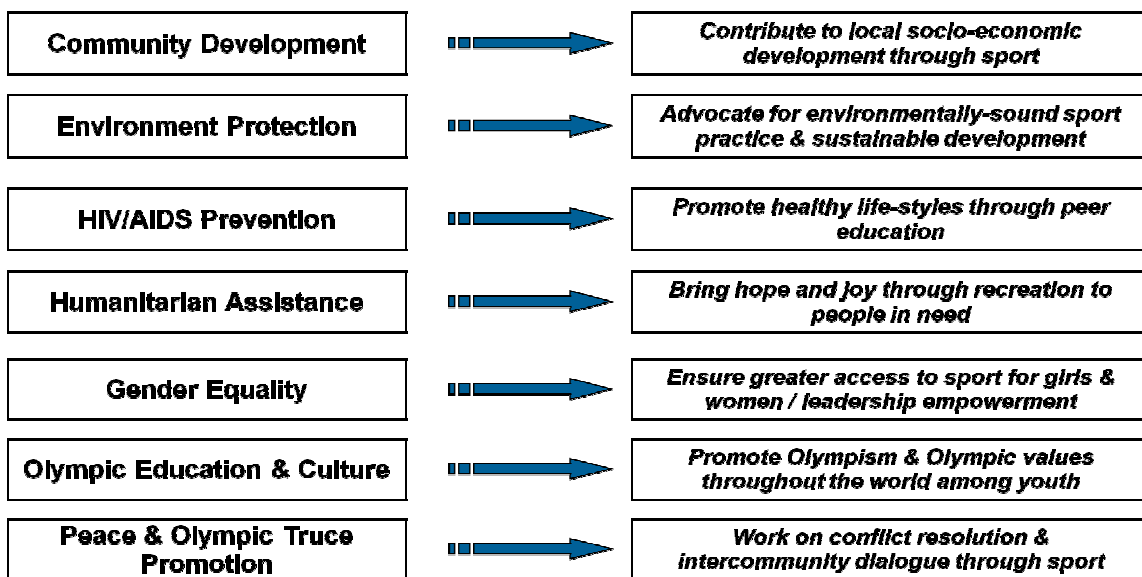 Community Development
Contribute to local socio-economic
development through sport
Environment Protection
Advocate for environmentally-sound sport
practice & sustainable development
HIV/AIDS Prevention
Promote healthy life-styles through peer
education
Humanitarian Assistance
Bring hope and joy through recreation to
people in need
Gender Equality
Ensure greater access to sport for girls &
women / leadership empowerment
Olympic Education & Culture
Promote Olympism & Olympic values
throughout the world among youth
Peace & Olympic Truce
Promotion
Work on conflict resolution &
intercommunity dialogue through sport